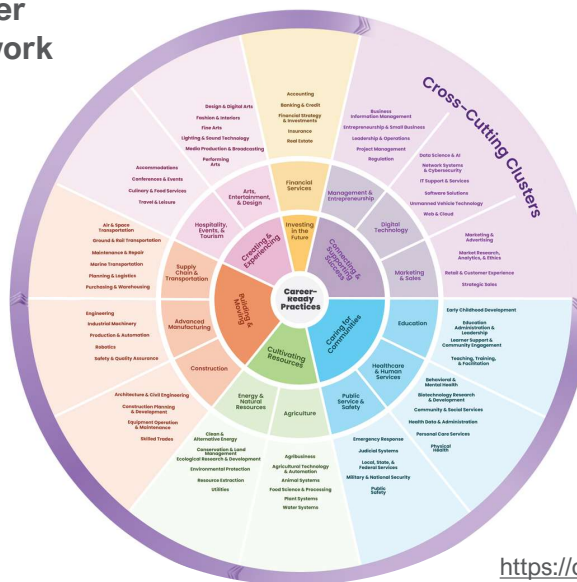 er
work
Cross-Cutting Clusters
Career-
Ready
Practices
Investing
in the
Future
Financial
Services
Accounting
Banking & Credit
Financial Strategy
& Investments
Insurance
Real Estate
Connecting &
Supporting
Success
Management &
Entrepreneurship
Business
Information Management
Entrepreneurship & Small Business
Leadership & Operations
Project Management
Regulation
Digital
Technology
Data Science & AI
Network Systems
& Cybersecurity
IT Support & Services
Software Solutions
Unmanned Vehicle Technology
Web & Cloud
Marketing
& Sales
Marketing &
Advertising
Market Research,
Analytics, & Ethics
Retail & Customer Experience
Strategic Sales
Caring for
Communities
Education
Early Childhood Development
Education
Administration &
Leadership
Learner Support &
Community Engagement
Teaching, Training,
& Facilitation
Healthcare
& Human
Services
Behavioral &
Mental Health
Biotechnology Research
& Development
Community & Social Services
Health Data & Administration
Personal Care Services
Physical
Health
Public
Service &
Safety
Emergency Response
Judicial Systems
Local, State, &
Federal Services
Military & National Security
Public
Safety
Cultivating
Resources
Agriculture
Agribusiness
Agricultural Technology
& Automation
Animal Systems
Food Science & Processing
Plant Systems
Water Systems
Energy &
Natural
Resources
Clean &
Alternative Energy
Conservation & Land
Management
Ecological Research & Development
Environmental Protection
Resource Extraction
Utilities
Building &
Moving
Construction
Architecture & Civil Engineering
Construction Planning
& Development
Equipment Operation
& Maintenance
Skilled Trades
Advanced
Manufacturing
Engineering
Industrial Machinery
Production & Automation
Robotics
Safety & Quality Assurance
Supply
Chain &
Transportation
Air & Space
Transportation
Ground & Rail Transportation
Maintenance & Repair
Marine Transportation
Planning & Logistics
Purchasing & Warehousing
Creating &
Experiencing
Hospitality,
Events, &
Tourism
Accommodations
Conferences & Events
Culinary & Food Services
Travel & Leisure
Arts,
Entertainment,
& Design
Design & Digital Arts
Fashion & Interiors
Fine Arts
Lighting & Sound Technology
Media Production & Broadcasting
Performing
Arts
https://c